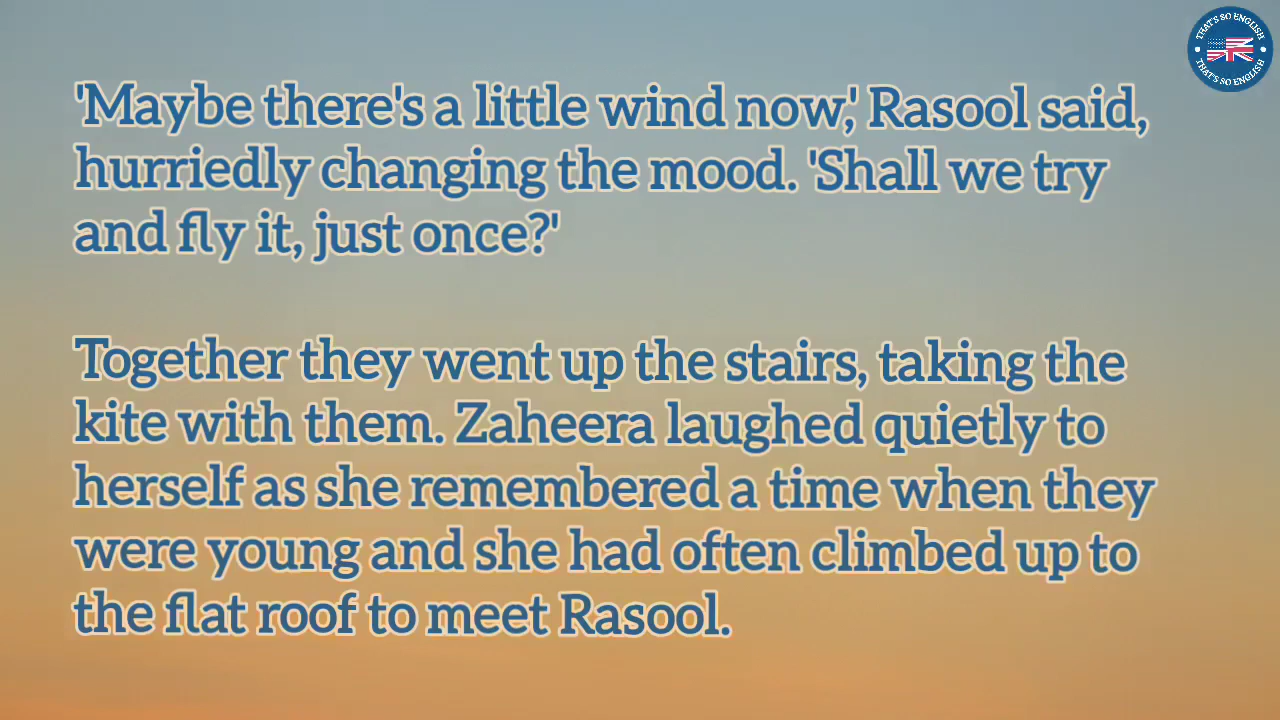 THAT'S SO ENGLISH
THAT'S SO ENGLISH
'Maybe there's a little wind now,' Rasool said,
hurriedly changing the mood. 'Shall we try
and fly it, just once?'
Together they went up the stairs, taking the
kite with them. Zaheera laughed quietly to
herself as she remembered a time when they
were young and she had often climbed up to
the flat roof to meet Rasool.